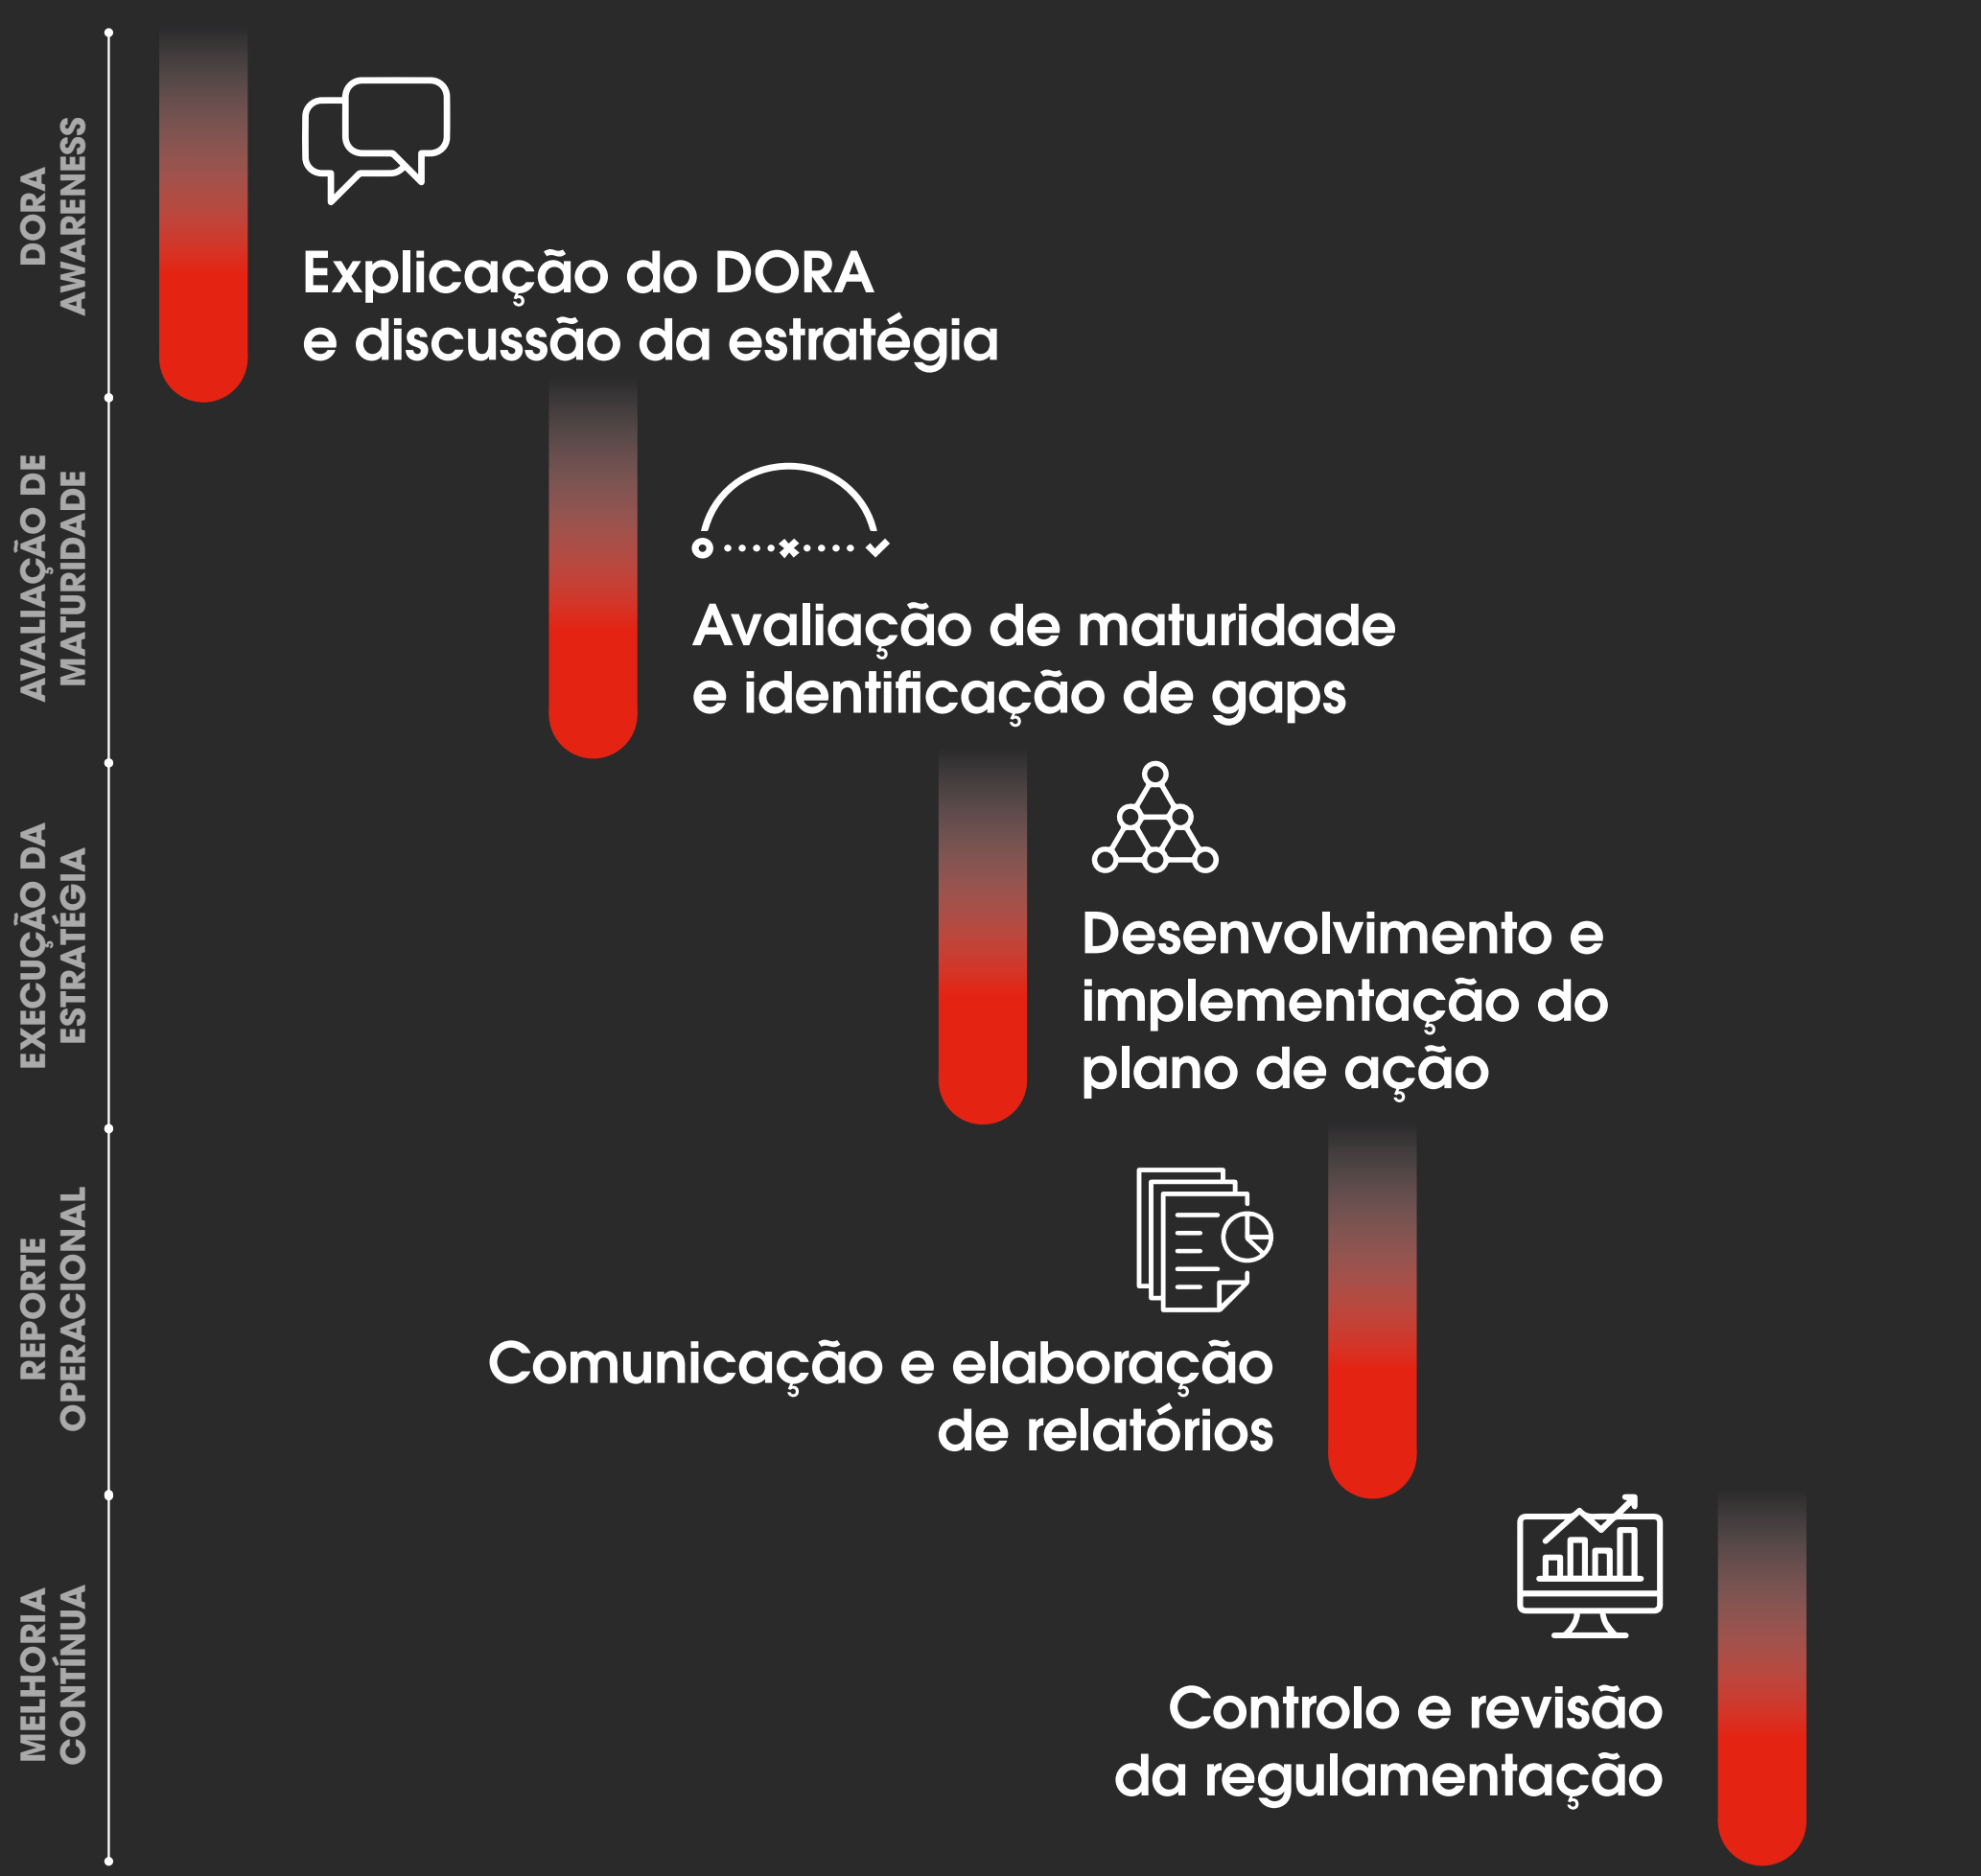 DORA
AWARENESS
Explicação do DORA
e discussão da estratégia
AVALIAÇÃO DE
MATURIDADE
Avaliação de maturidade
e identificação de gaps
EXECUÇÃO DA
ESTRATÉGIA
Desenvolvimento e
implementação do
plano de ação
REPORTE
OPERACIONAL
Comunicação e elaboração
de relatórios
MELHORIA
CONTÍNUA
Controlo e revisão
da regulamentação